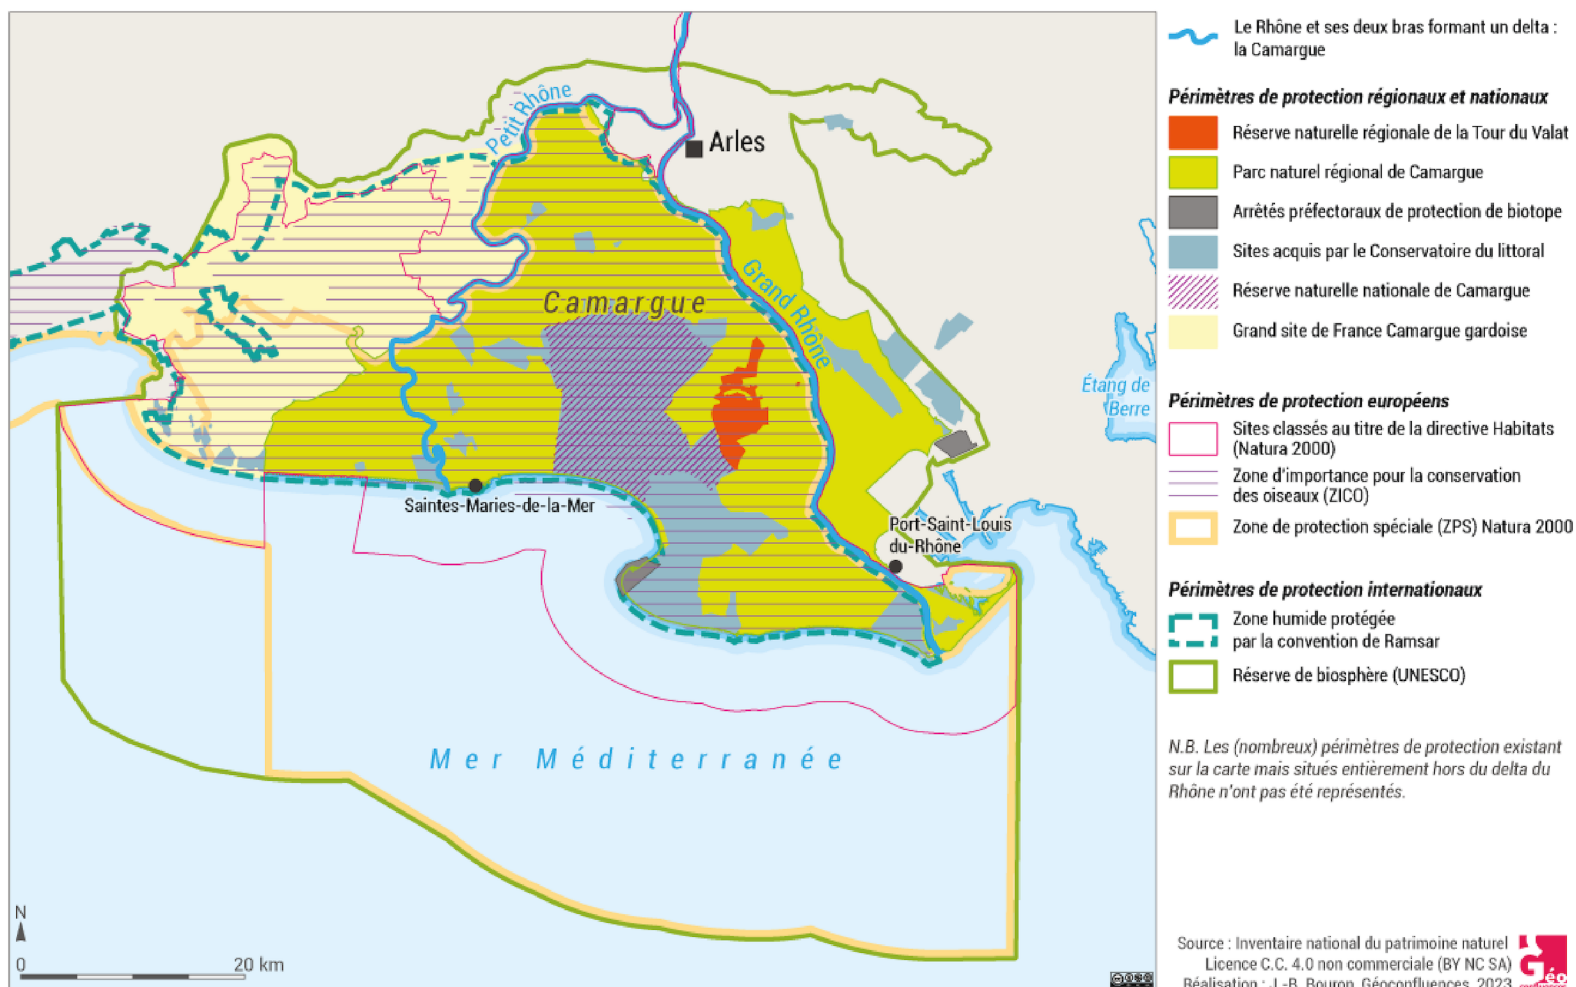 Petit Rhône
Arles
Camargue
Grand Rhône
Étang de
Berre
Saintes-Maries-de-la-Mer
Port-Saint-Louis
du-Rhône
Mer Méditerranée
N
0 20 km
Le Rhône et ses deux bras formant un delta :
la Camargue
Périmètres de protection régionaux et nationaux
Réserve naturelle régionale de la Tour du Valat
Parc naturel régional de Camargue
Arrêtés préfectoraux de protection de biotope
Sites acquis par le Conservatoire du littoral
Réserve naturelle nationale de Camargue
Grand site de France Camargue gardoise
Périmètres de protection européens
Sites classés au titre de la directive Habitats
(Natura 2000)
Zone d'importance pour la conservation
des oiseaux (ZICO)
Zone de protection spéciale (ZPS) Natura 2000
Périmètres de protection internationaux
Zone humide protégée
par la convention de Ramsar
Réserve de biosphère (UNESCO)
N.B. Les (nombreux) périmètres de protection existant
sur la carte mais situés entièrement hors du delta du
Rhône n'ont pas été représentés.
Source : Inventaire national du patrimoine naturel
Licence C.C. 4.0 non commerciale (BY NC SA)
Réalisation : J.-B. Bouron, Géoconfluences, 2023
Géo